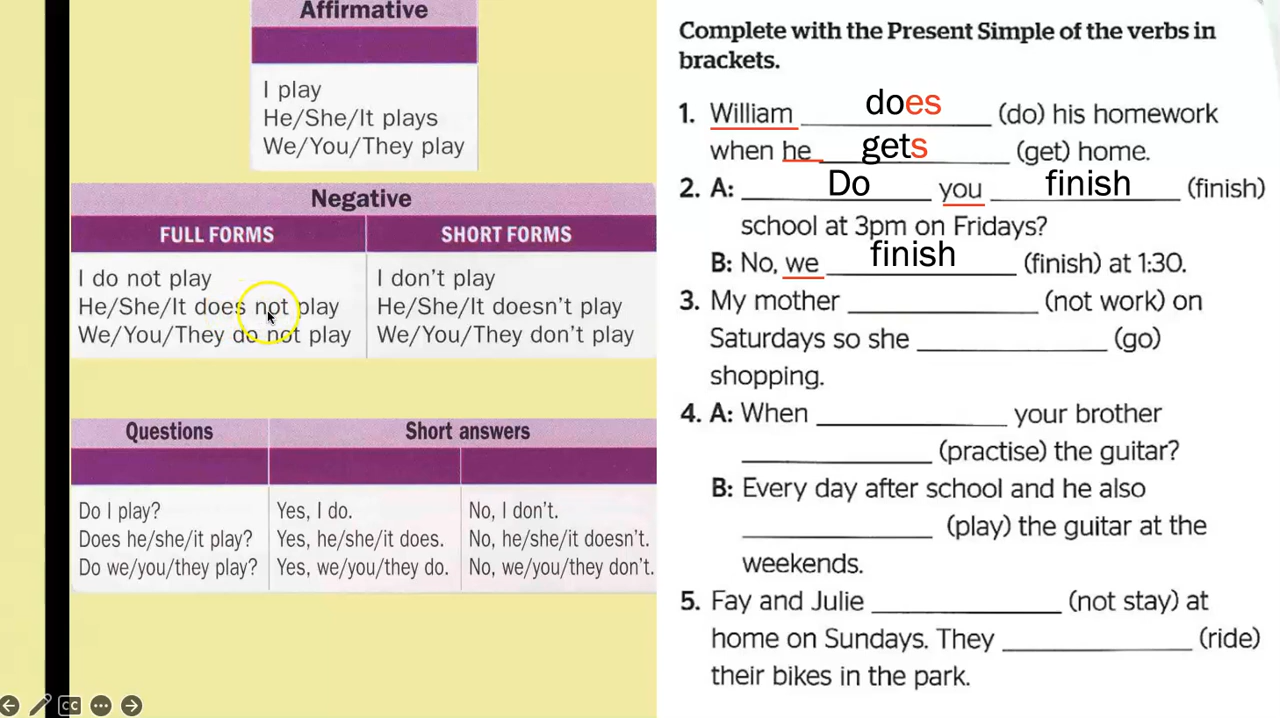 Affirmative
I play
He/She/It plays
We/You/They play
Negative
FULL FORMS SHORT FORMS
I do not play I don't play
He/She/It does not play He/She/It doesn't play
We/You/They do not play We/You/They don't play
Questions Short answers
Do I play? Yes, I do. No, I don't.
Does he/she/it play? Yes, he/she/it does. No, he/she/it doesn't.
Do we/you/they play? Yes, we/you/they do. No, we/you/they don't.
CC
Complete with the Present Simple of the verbs in
brackets.
1. William does (do) his homework
when he gets (get) home.
2. A: Do you finish (finish)
school at 3pm on Fridays?
B: No, we finish (finish) at 1:30.
3. My mother ____________ (not work) on
Saturdays so she ____________ (go)
shopping.
4. A: When ____________ your brother
____________ (practise) the guitar?
B: Every day after school and he also
____________ (play) the guitar at the
weekends.
5. Fay and Julie ____________ (not stay) at
home on Sundays. They ____________ (ride)
their bikes in the park.